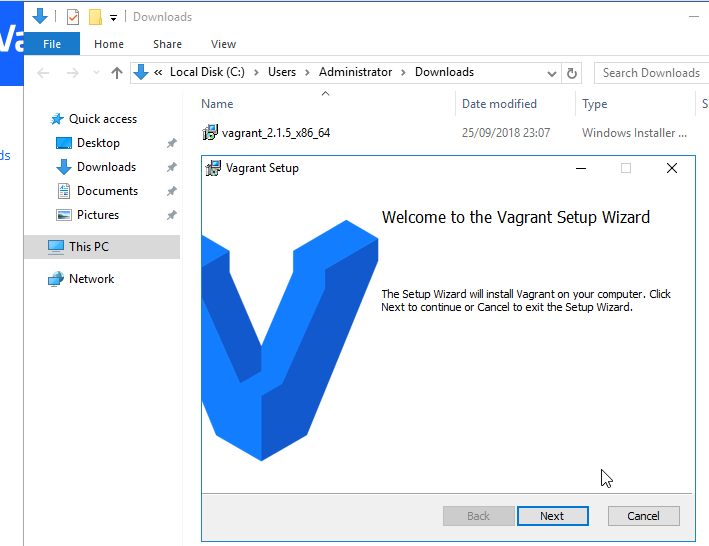 Downloads
File Home Share View
« Local Disk (C:) > Users > Administrator > Downloads
Search Downloads
Name Date modified Type S
Quick access
vagrant_2.1.5_x86_64 25/09/2018 23:07 Windows Installer ...
Desktop
Downloads
Documents
Pictures
This PC
Network
ds
Va
Vagrant Setup
Welcome to the Vagrant Setup Wizard
The Setup Wizard will install Vagrant on your computer. Click
Next to continue or Cancel to exit the Setup Wizard.
Back Next Cancel